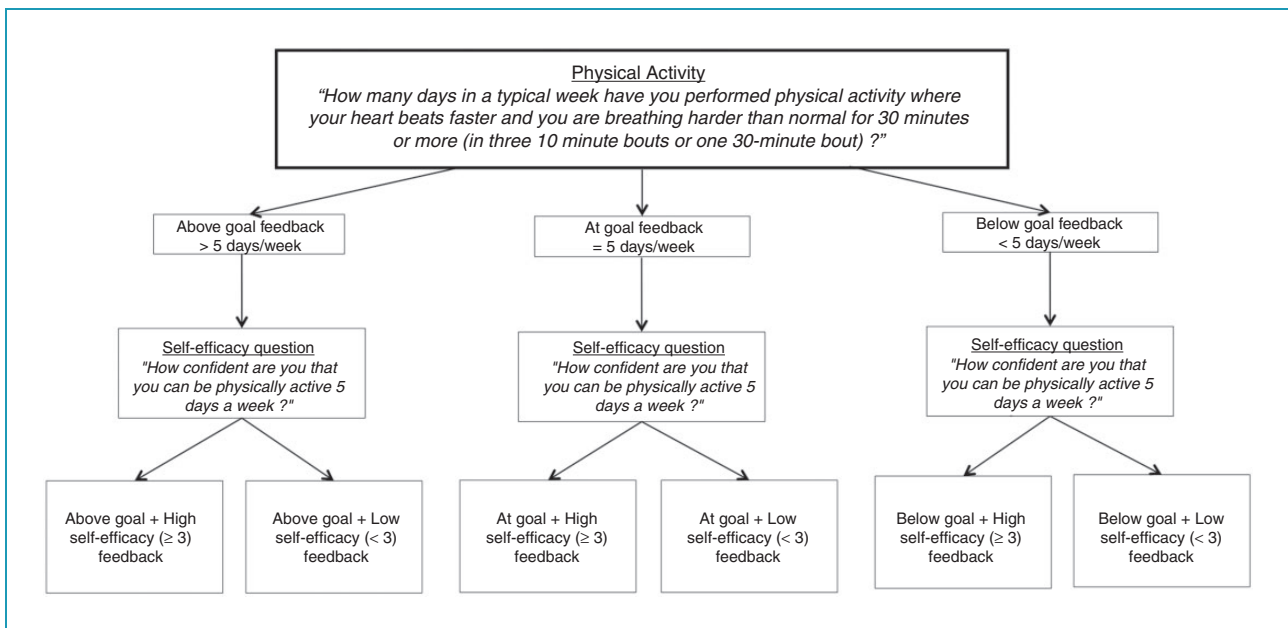 Physical Activity
“How many days in a typical week have you performed physical activity where
your heart beats faster and you are breathing harder than normal for 30 minutes
or more (in three 10 minute bouts or one 30-minute bout) ?”
Above goal feedback
> 5 days/week
At goal feedback
= 5 days/week
Below goal feedback
< 5 days/week
Self-efficacy question
"How confident are you that
you can be physically active 5
days a week ?"
Self-efficacy question
"How confident are you that
you can be physically active 5
days a week ?"
Self-efficacy question
"How confident are you that
you can be physically active 5
days a week ?"
Above goal + High
self-efficacy (≥ 3)
feedback
Above goal + Low
self-efficacy (< 3)
feedback
At goal + High
self-efficacy (≥ 3)
feedback
At goal + Low
self-efficacy (< 3)
feedback
Below goal + High
self-efficacy (≥ 3)
feedback
Below goal + Low
self-efficacy (< 3)
feedback